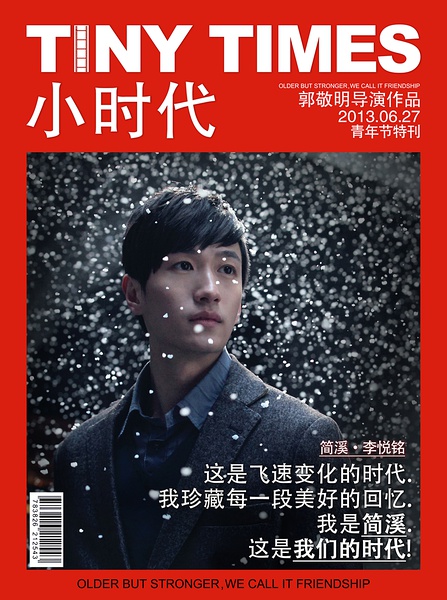 TINY TIMES
小时代
OLDER BUT STRONGER,WE CALL IT FRIENDSHIP
郭敬明导演作品
2013.06.27
青年节特刊
简溪·李悦铭
这是飞速变化的时代.
我珍藏每一段美好的回忆.
我是简溪.
这是我们的时代!
783826 212543
OLDER BUT STRONGER,WE CALL IT FRIENDSHIP